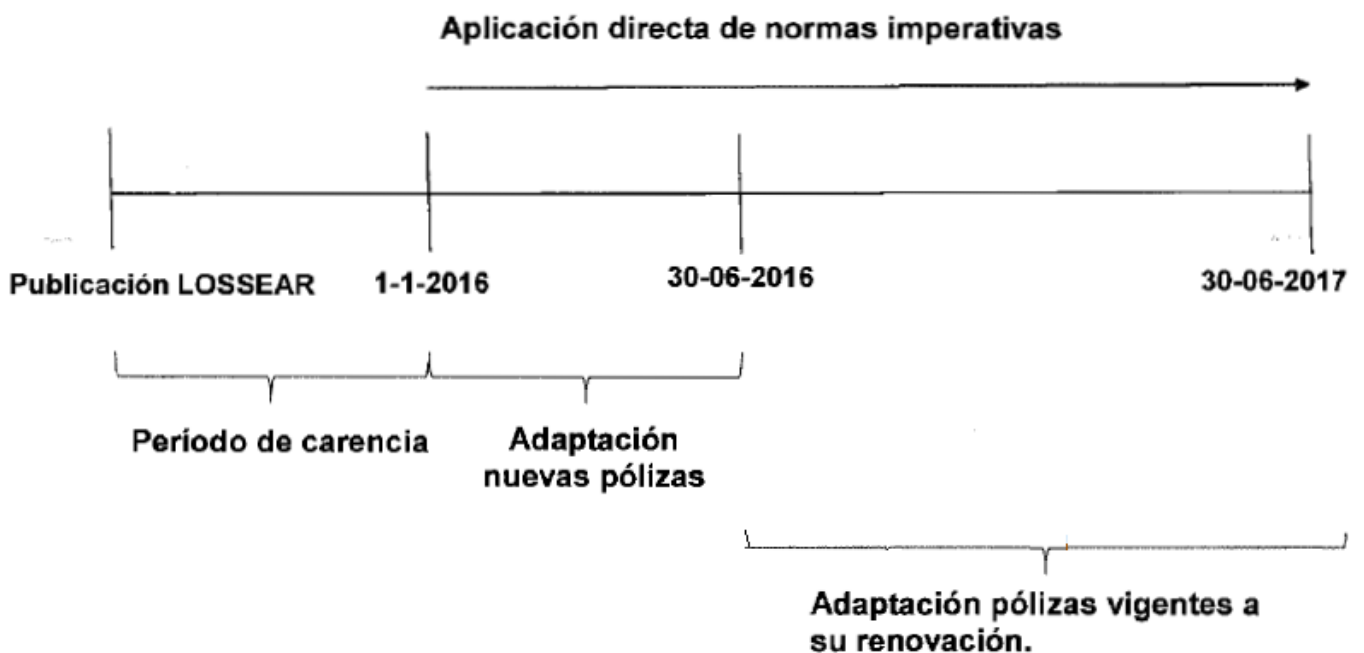 Aplicación directa de normas imperativas
Publicación LOSSEAR
1-1-2016
30-06-2016
30-06-2017
Período de carencia
Adaptación
nuevas pólizas
Adaptación pólizas vigentes a
su renovación.